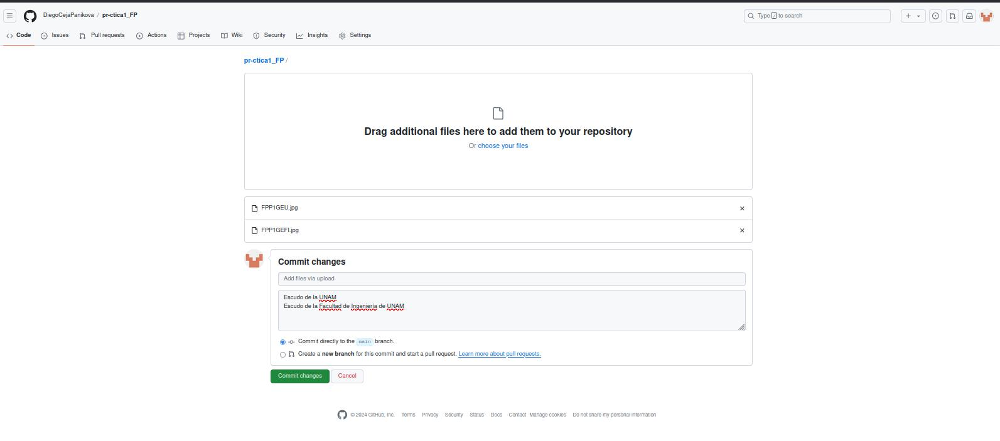 DiegoCejaPanikova / pr-ctica1_FP
Type / to search
Code Issues Pull requests Actions Projects Wiki Security Insights Settings
pr-ctica1_FP /
Drag additional files here to add them to your repository
Or choose your files
FPP1GEU.jpg
FPP1GEFI.jpg
Commit changes
Add files via upload
Escudo de la UNAM
Escudo de la Facultad de Ingeniería de UNAM
Commit directly to the main branch.
Create a new branch for this commit and start a pull request. Learn more about pull requests.
Commit changes Cancel
© 2024 GitHub, Inc. Terms Privacy Security Status Docs Contact Manage cookies Do not share my personal information